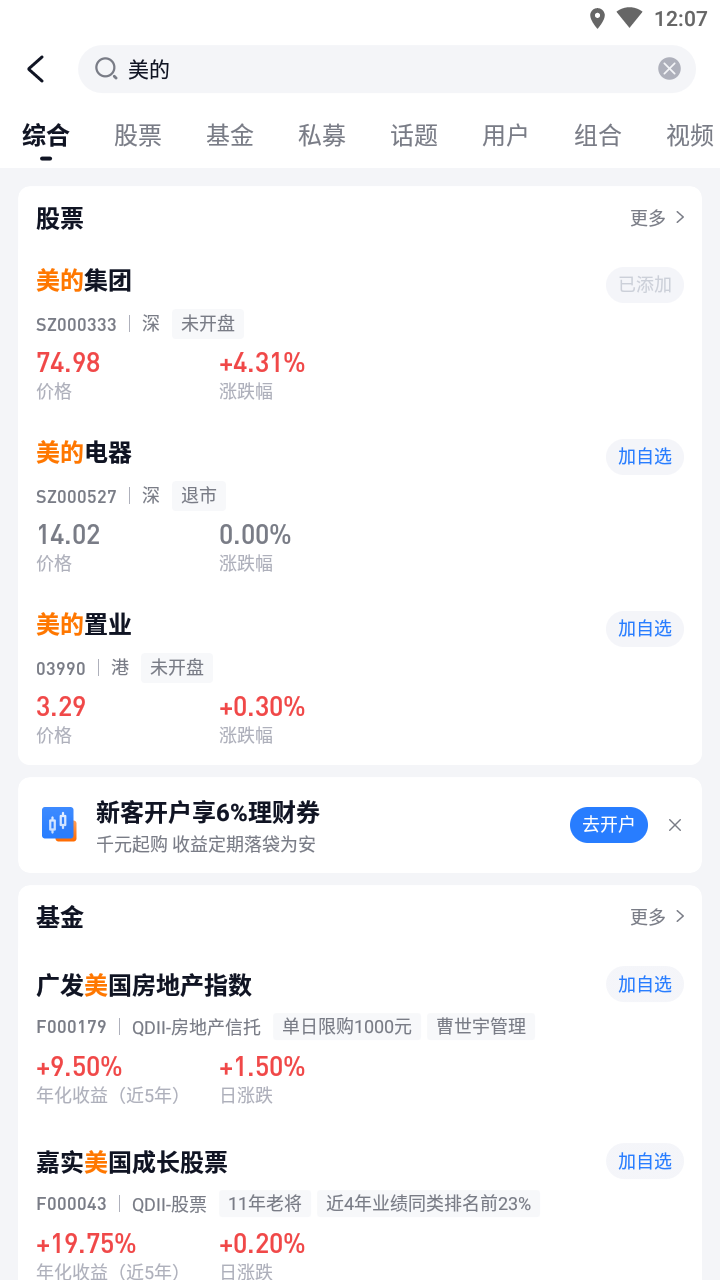 12:07
美的
综合 股票 基金 私募 话题 用户 组合 视频
股票 更多
美的集团 已添加
SZ000333 深 未开盘
74.98 +4.31%
价格 涨跌幅
美的电器 加自选
SZ000527 深 退市
14.02 0.00%
价格 涨跌幅
美的置业 加自选
03990 港 未开盘
3.29 +0.30%
价格 涨跌幅
新客开户享6%理财券
千元起购 收益定期落袋为安
去开户
基金 更多
广发美国房地产指数 加自选
F000179 QDII-房地产信托 单日限购1000元 曹世宇管理
+9.50% +1.50%
年化收益（近5年） 日涨跌
嘉实美国成长股票 加自选
F000043 QDII-股票 11年老将 近4年业绩同类排名前23%
+19.75% +0.20%
年化收益（近5年） 日涨跌